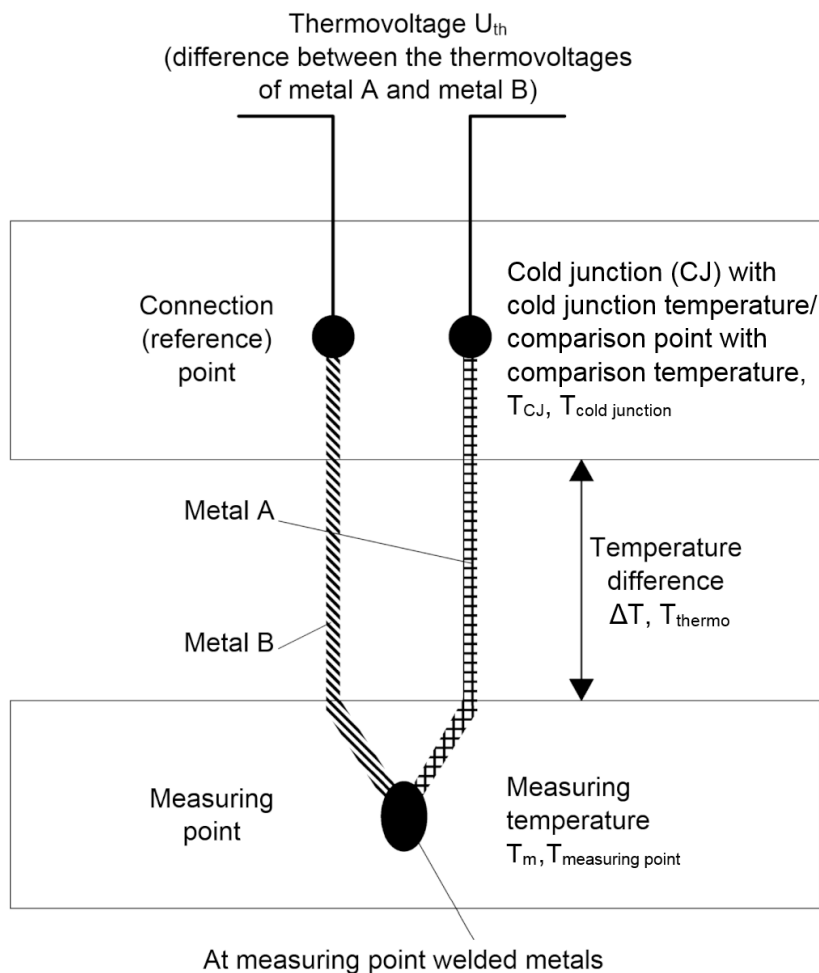 Thermovoltage Uth
(difference between the thermovoltages
of metal A and metal B)
Connection
(reference)
point
Cold junction (CJ) with
cold junction temperature/
comparison point with
comparison temperature,
TCJ, Tcold junction
Metal A
Temperature
difference
ΔT, Tthermo
Metal B
Measuring
point
Measuring
temperature
Tm, Tmeasuring point
At measuring point welded metals